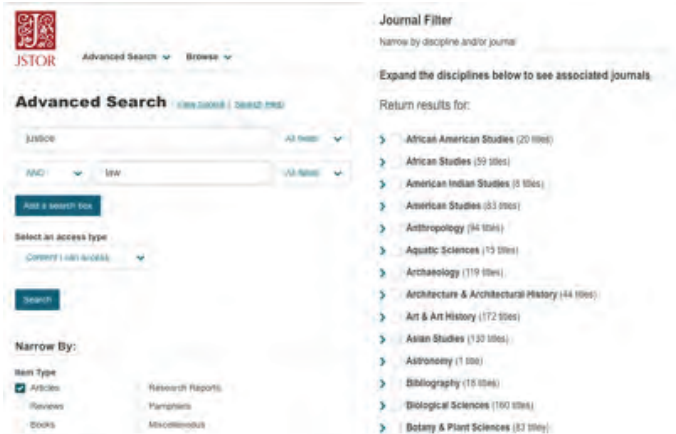 JSTOR
Advanced Search Browse
Advanced Search
justice All fields
AND law All fields
Add a search box
Select an access type
Content I can access
Search
Narrow By:
Item Type
Articles Research Reports
Reviews Pamphlets
Books Miscellaneous
Journal Filter
Narrow by discipline and/or journal
Expand the disciplines below to see associated journals
Return results for:
African American Studies (20 titles)
African Studies (59 titles)
American Indian Studies (8 titles)
American Studies (83 titles)
Anthropology (94 titles)
Aquatic Sciences (15 titles)
Archaeology (119 titles)
Architecture & Architectural History (44 titles)
Art & Art History (172 titles)
Asian Studies (130 titles)
Astronomy (1 title)
Bibliography (titles)
Biological Sciences (160 titles)
Botany & Plant Sciences (83 titles)